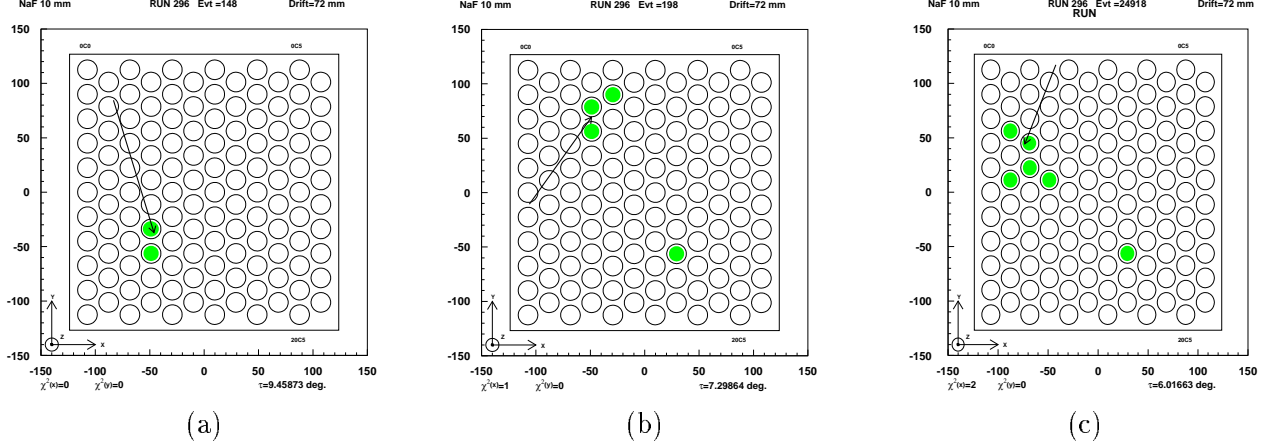 NaF 10 mm RUN 296 Evt =148 Drift=72 mm
0C0 0C5
150
100
50
0
-50
-100
-150
Y
Z
X
20C5
-150 -100 -50 0 50 100 150
χ²(x)=0 χ²(y)=0 τ=9.45873 deg.
(a)
NaF 10 mm RUN 296 Evt =198 Drift=72 mm
0C0 0C5
150
100
50
0
-50
-100
-150
Y
Z
X
20C5
-150 -100 -50 0 50 100 150
χ²(x)=1 χ²(y)=0 τ=7.29864 deg.
(b)
NaF 10 mm RUN 296 Evt =24918 Drift=72 mm
RUN
0C0 0C5
150
100
50
0
-50
-100
-150
Y
Z
X
20C5
-150 -100 -50 0 50 100 150
χ²(x)=2 χ²(y)=0 τ=6.01663 deg.
(c)